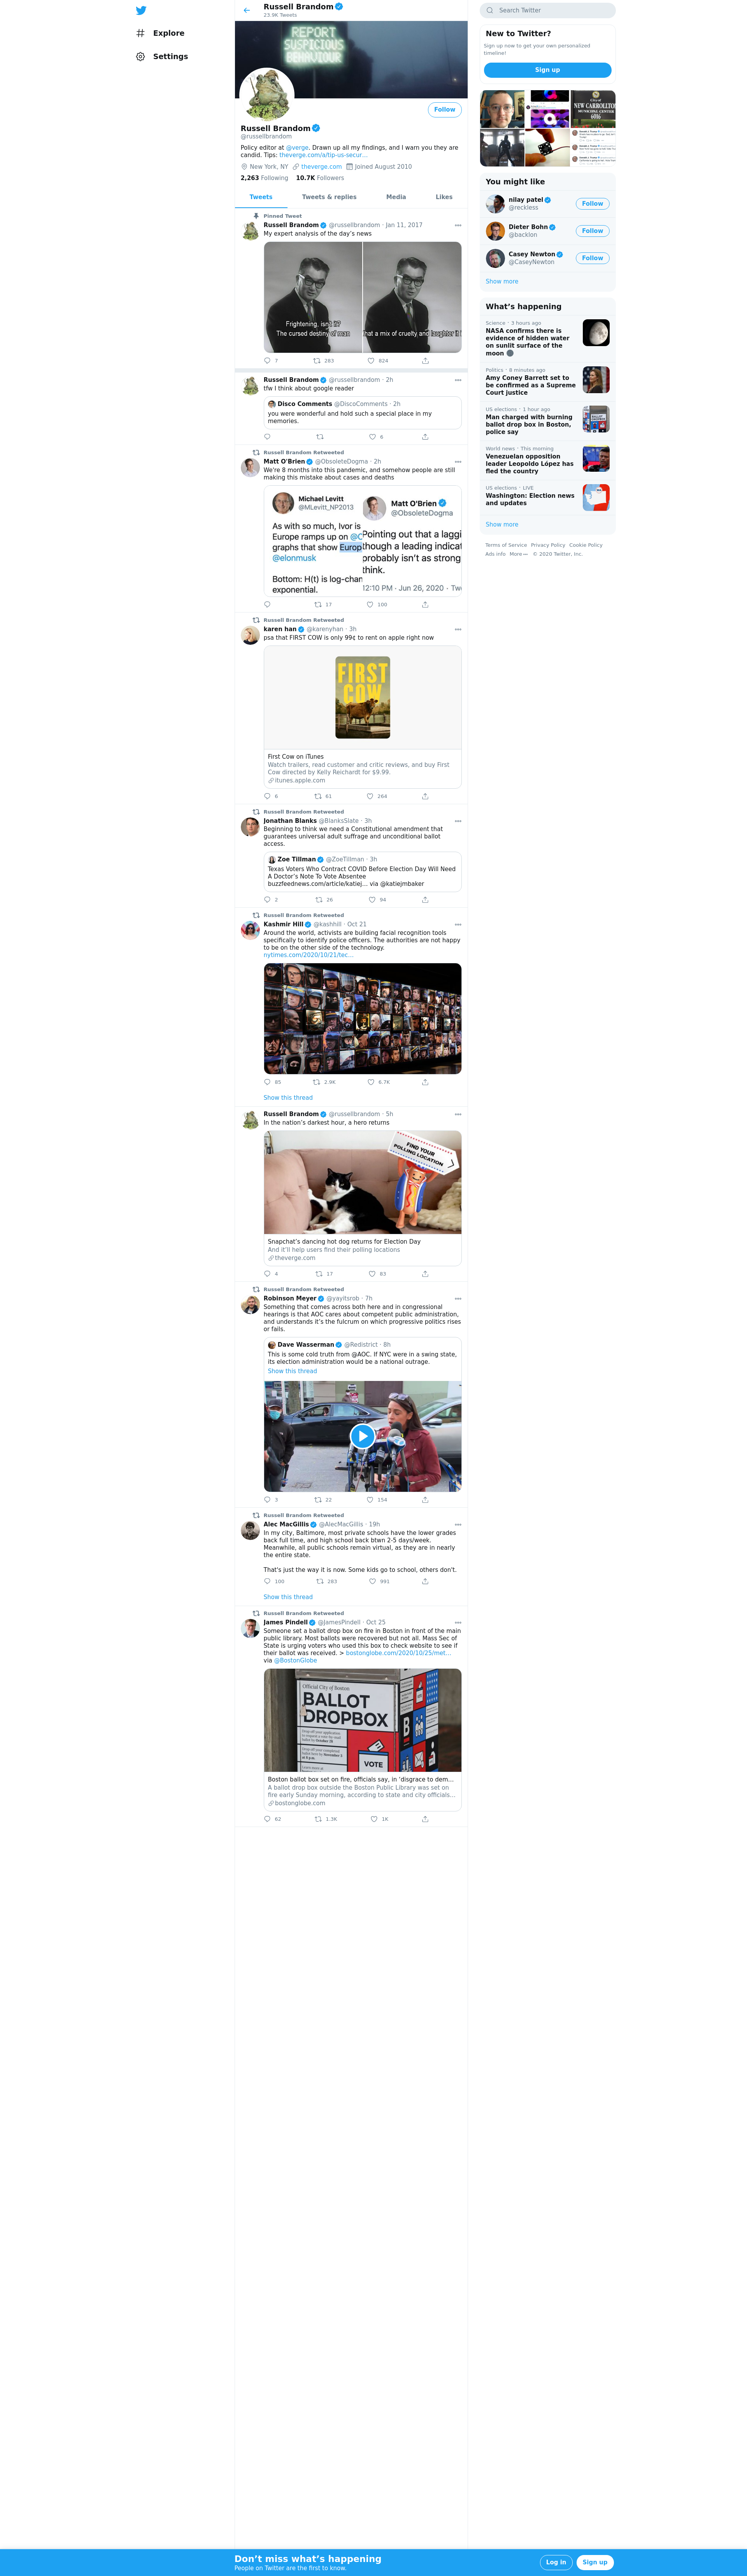 Explore
Settings
Russell Brandom
23.9K Tweets
REPORT
SUSPICIOUS
BEHAVIOUR
Follow
Russell Brandom
@russellbrandom
Policy editor at @verge. Drawn up all my findings, and I warn you they are
candid. Tips: theverge.com/a/tip-us-secur…
New York, NY theverge.com Joined August 2010
2,263 Following 10.7K Followers
Tweets Tweets & replies Media Likes
Pinned Tweet
Russell Brandom @russellbrandom · Jan 11, 2017
My expert analysis of the day's news
Frightening, isn't it?
The cursed destiny of man
that a mix of cruelty and laughter it i
7 283 824
Russell Brandom @russellbrandom · 2h
tfw I think about google reader
Disco Comments @DiscoComments · 2h
you were wonderful and hold such a special place in my
memories.
6
Russell Brandom Retweeted
Matt O'Brien @ObsoleteDogma · 2h
We're 8 months into this pandemic, and somehow people are still
making this mistake about cases and deaths
Michael Levitt
@MLevitt_NP2013
As with so much, Ivor is
Europe ramps up on @C
graphs that show Europ
@elonmusk
Bottom: H(t) is log-char
exponential.
Matt O'Brien
@ObsoleteDogma
Pointing out that a laggi
though a leading indicat
probably isn't as strong
think.
12:10 PM · Jun 26, 2020 · Twe
17 100
Russell Brandom Retweeted
karen han @karenyhan · 3h
psa that FIRST COW is only 99¢ to rent on apple right now
FIRST
COW
First Cow on iTunes
Watch trailers, read customer and critic reviews, and buy First
Cow directed by Kelly Reichardt for $9.99.
itunes.apple.com
6 61 264
Russell Brandom Retweeted
Jonathan Blanks @BlanksSlate · 3h
Beginning to think we need a Constitutional amendment that
guarantees universal adult suffrage and unconditional ballot
access.
Zoe Tillman @ZoeTillman · 3h
Texas Voters Who Contract COVID Before Election Day Will Need
A Doctor's Note To Vote Absentee
buzzfeednews.com/article/katiej… via @katiejmbaker
2 26 94
Russell Brandom Retweeted
Kashmir Hill @kashhill · Oct 21
Around the world, activists are building facial recognition tools
specifically to identify police officers. The authorities are not happy
to be on the other side of the technology.
nytimes.com/2020/10/21/tec…
85 2.9K 6.7K
Show this thread
Russell Brandom @russellbrandom · 5h
In the nation's darkest hour, a hero returns
FIND YOUR
POLLING LOCATION
Snapchat's dancing hot dog returns for Election Day
And it'll help users find their polling locations
theverge.com
4 17 83
Russell Brandom Retweeted
Robinson Meyer @yayitsrob · 7h
Something that comes across both here and in congressional
hearings is that AOC cares about competent public administration,
and understands it's the fulcrum on which progressive politics rises
or falls.
Dave Wasserman @Redistrict · 8h
This is some cold truth from @AOC. If NYC were in a swing state,
its election administration would be a national outrage.
Show this thread
3 22 154
Russell Brandom Retweeted
Alec MacGillis @AlecMacGillis · 19h
In my city, Baltimore, most private schools have the lower grades
back full time, and high school back btwn 2-5 days/week.
Meanwhile, all public schools remain virtual, as they are in nearly
the entire state.
That's just the way it is now. Some kids go to school, others don't.
100 283 991
Show this thread
Russell Brandom Retweeted
James Pindell @JamesPindell · Oct 25
Someone set a ballot drop box on fire in Boston in front of the main
public library. Most ballots were recovered but not all. Mass Sec of
State is urging voters who used this box to check website to see if
their ballot was received. > bostonglobe.com/2020/10/25/met…
via @BostonGlobe
Official City of Boston
BALLOT
DROPBOX
VOTE
Boston ballot box set on fire, officials say, in 'disgrace to dem…
A ballot drop box outside the Boston Public Library was set on
fire early Sunday morning, according to state and city officials…
bostonglobe.com
62 1.3K 1K
Search Twitter
New to Twitter?
Sign up now to get your own personalized
timeline!
Sign up
City of
NEW CARROLLTON
MUNICIPAL CENTER
6016
You might like
nilay patel
@reckless
Follow
Dieter Bohn
@backlon
Follow
Casey Newton
@CaseyNewton
Follow
Show more
What's happening
Science · 3 hours ago
NASA confirms there is
evidence of hidden water
on sunlit surface of the
moon
Politics · 8 minutes ago
Amy Coney Barrett set to
be confirmed as a Supreme
Court justice
US elections · 1 hour ago
Man charged with burning
ballot drop box in Boston,
police say
World news · This morning
Venezuelan opposition
leader Leopoldo López has
fled the country
US elections · LIVE
Washington: Election news
and updates
Show more
Terms of Service Privacy Policy Cookie Policy
Ads info More © 2020 Twitter, Inc.
Don't miss what's happening
People on Twitter are the first to know.
Log in Sign up